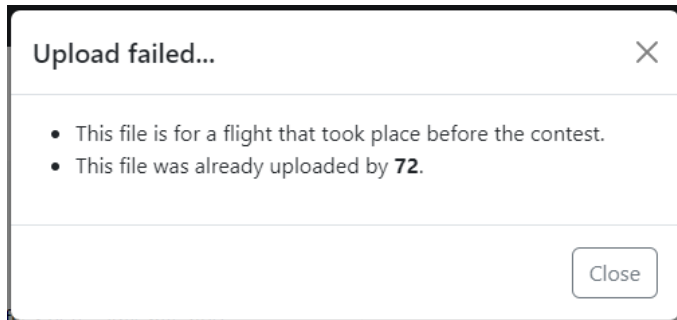 Upload failed...
This file is for a flight that took place before the contest.
This file was already uploaded by 72.
Close